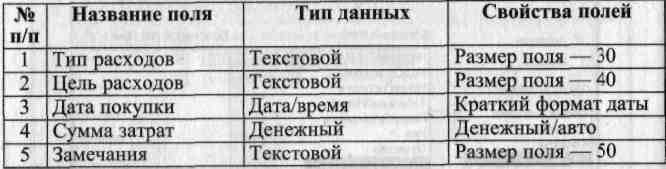 № п/п Название поля Тип данных Свойства полей
1 Тип расходов Текстовой Размер поля — 30
2 Цель расходов Текстовой Размер поля — 40
3 Дата покупки Дата/время Краткий формат даты
4 Сумма затрат Денежный Денежный/авто
5 Замечания Текстовой Размер поля — 50